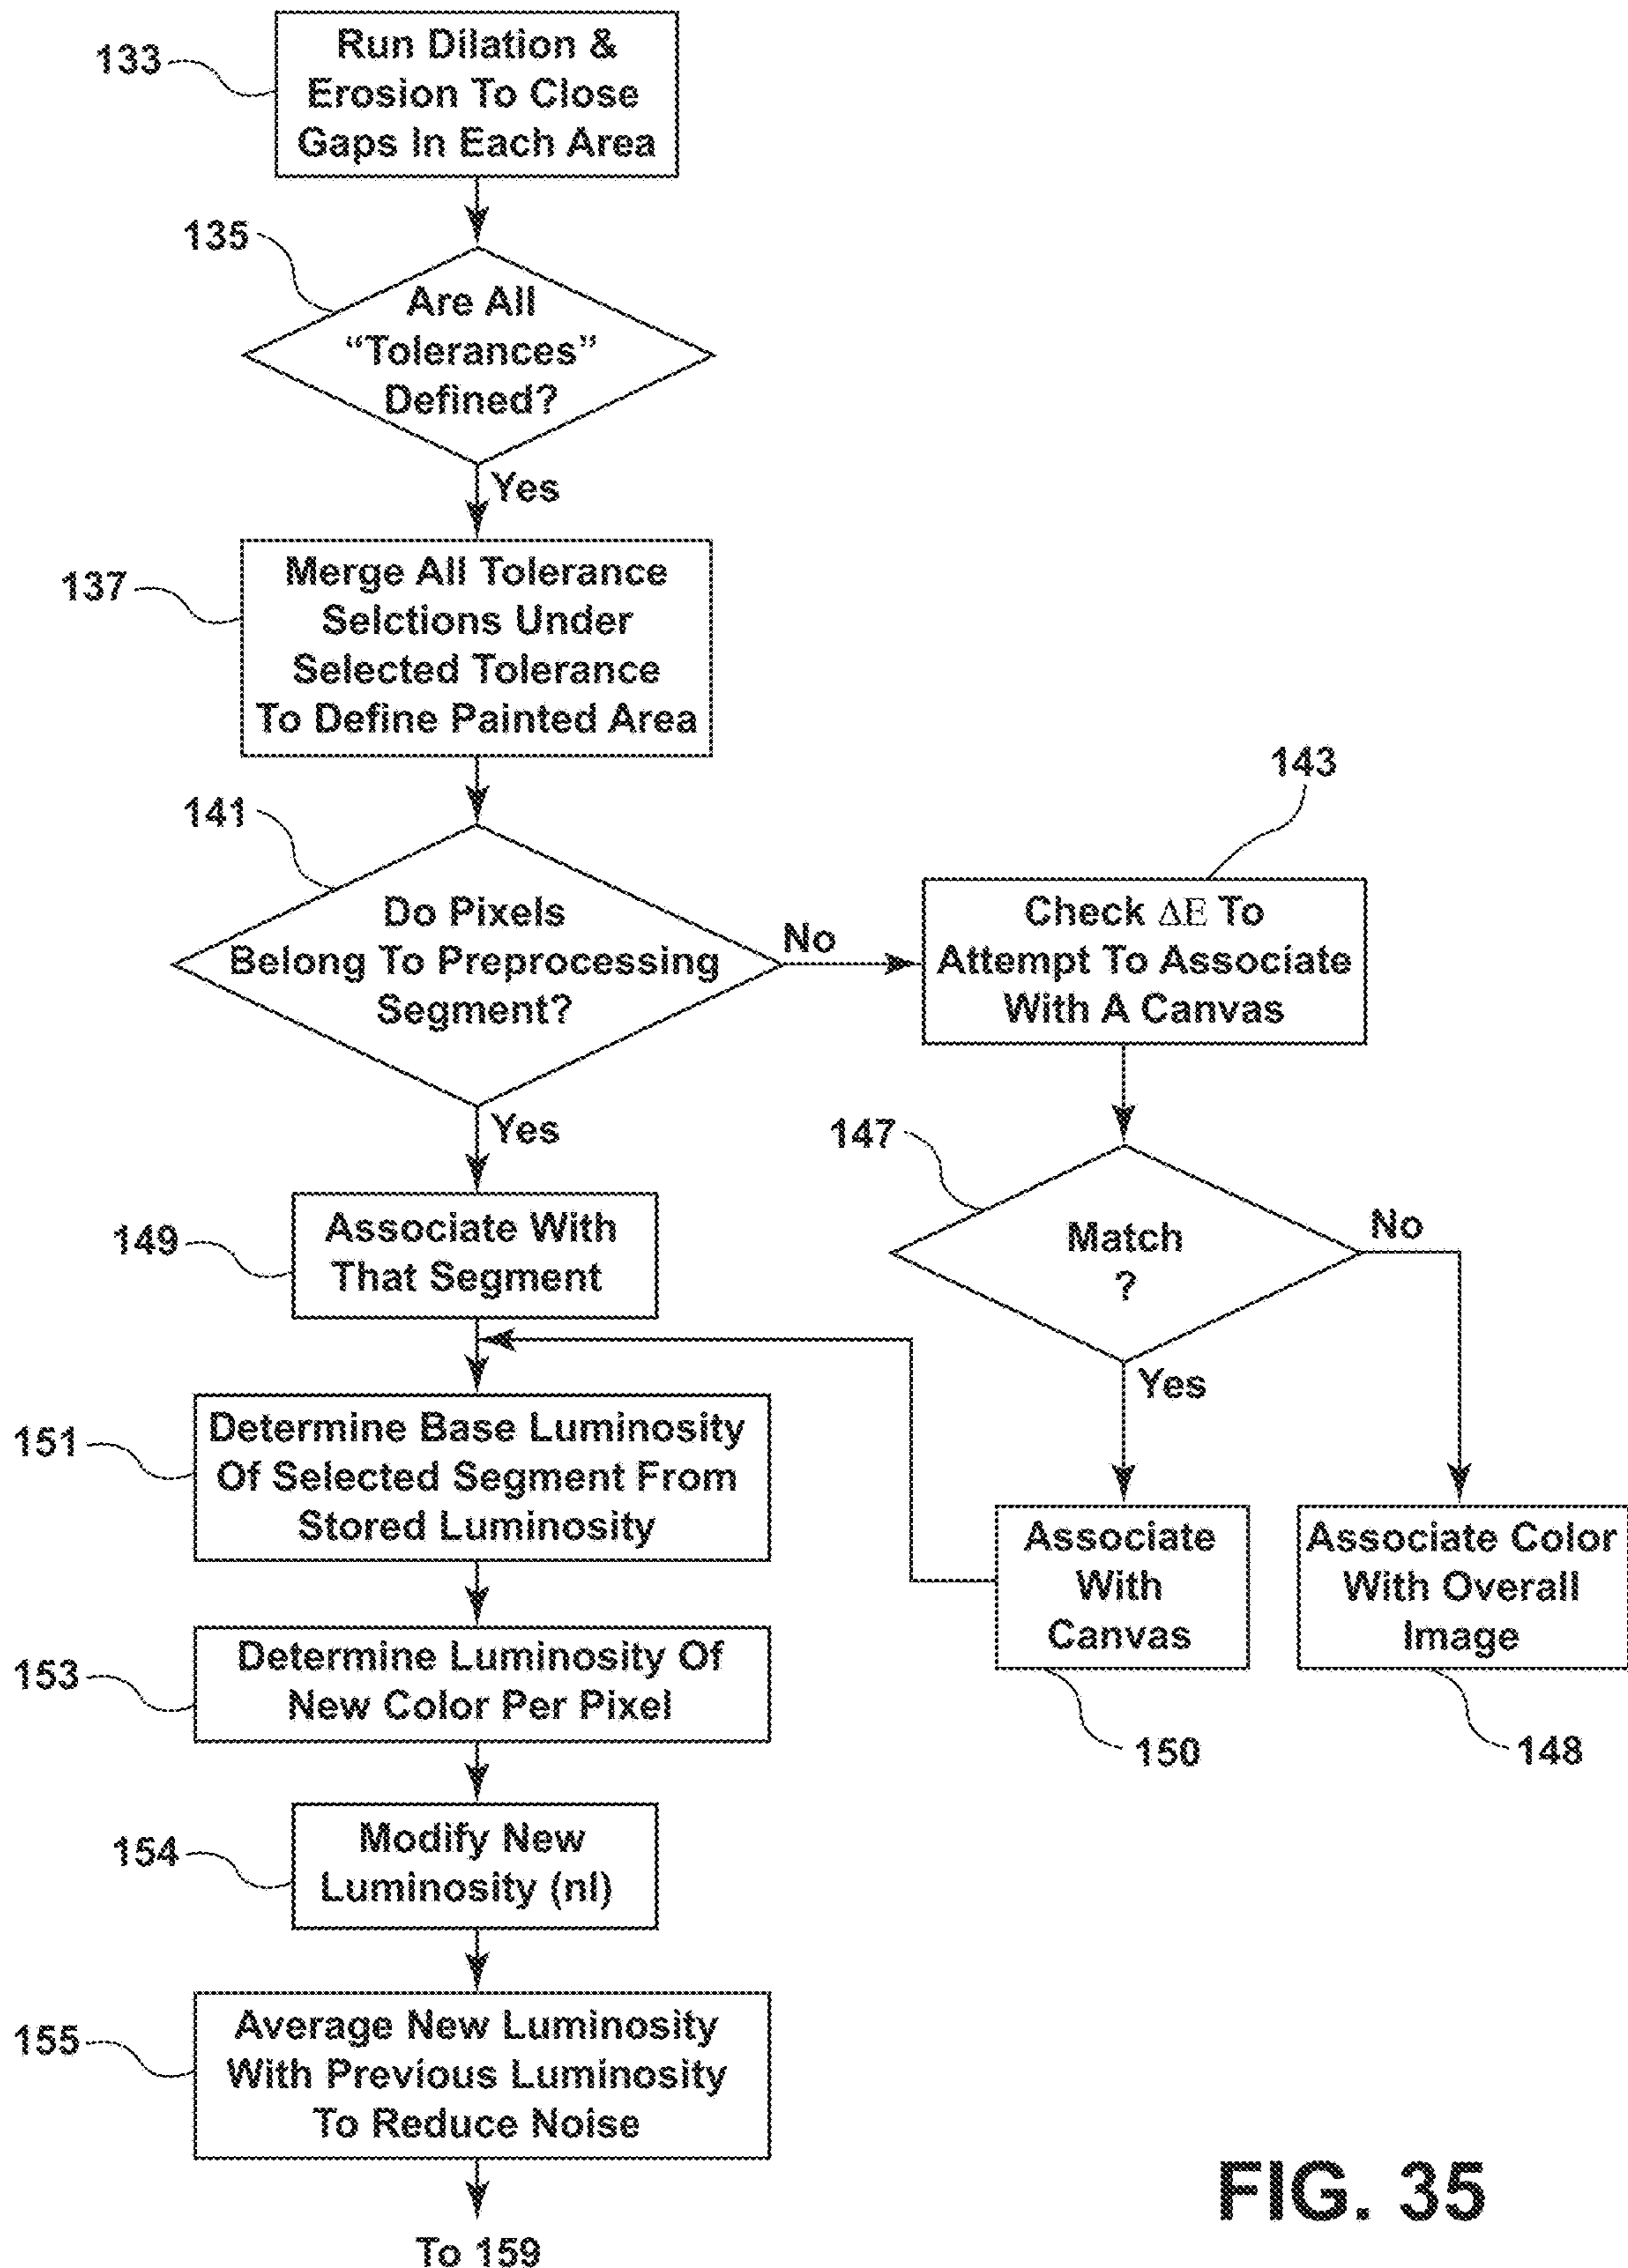 133
Run Dilation &
Erosion To Close
Gaps In Each Area
135
Are All
“Tolerances”
Defined?
Yes
137
Merge All Tolerance
Selctions Under
Selected Tolerance
To Define Painted Area
141
Do Pixels
Belong To Preprocessing
Segment?
No
143
Check ΔE To
Attempt To Associate
With A Canvas
Yes
147
Match
?
No
Yes
149
Associate With
That Segment
151
Determine Base Luminosity
Of Selected Segment From
Stored Luminosity
Associate
With
Canvas
150
Associate Color
With Overall
Image
148
153
Determine Luminosity Of
New Color Per Pixel
154
Modify New
Luminosity (nl)
155
Average New Luminosity
With Previous Luminosity
To Reduce Noise
To 159
FIG. 35